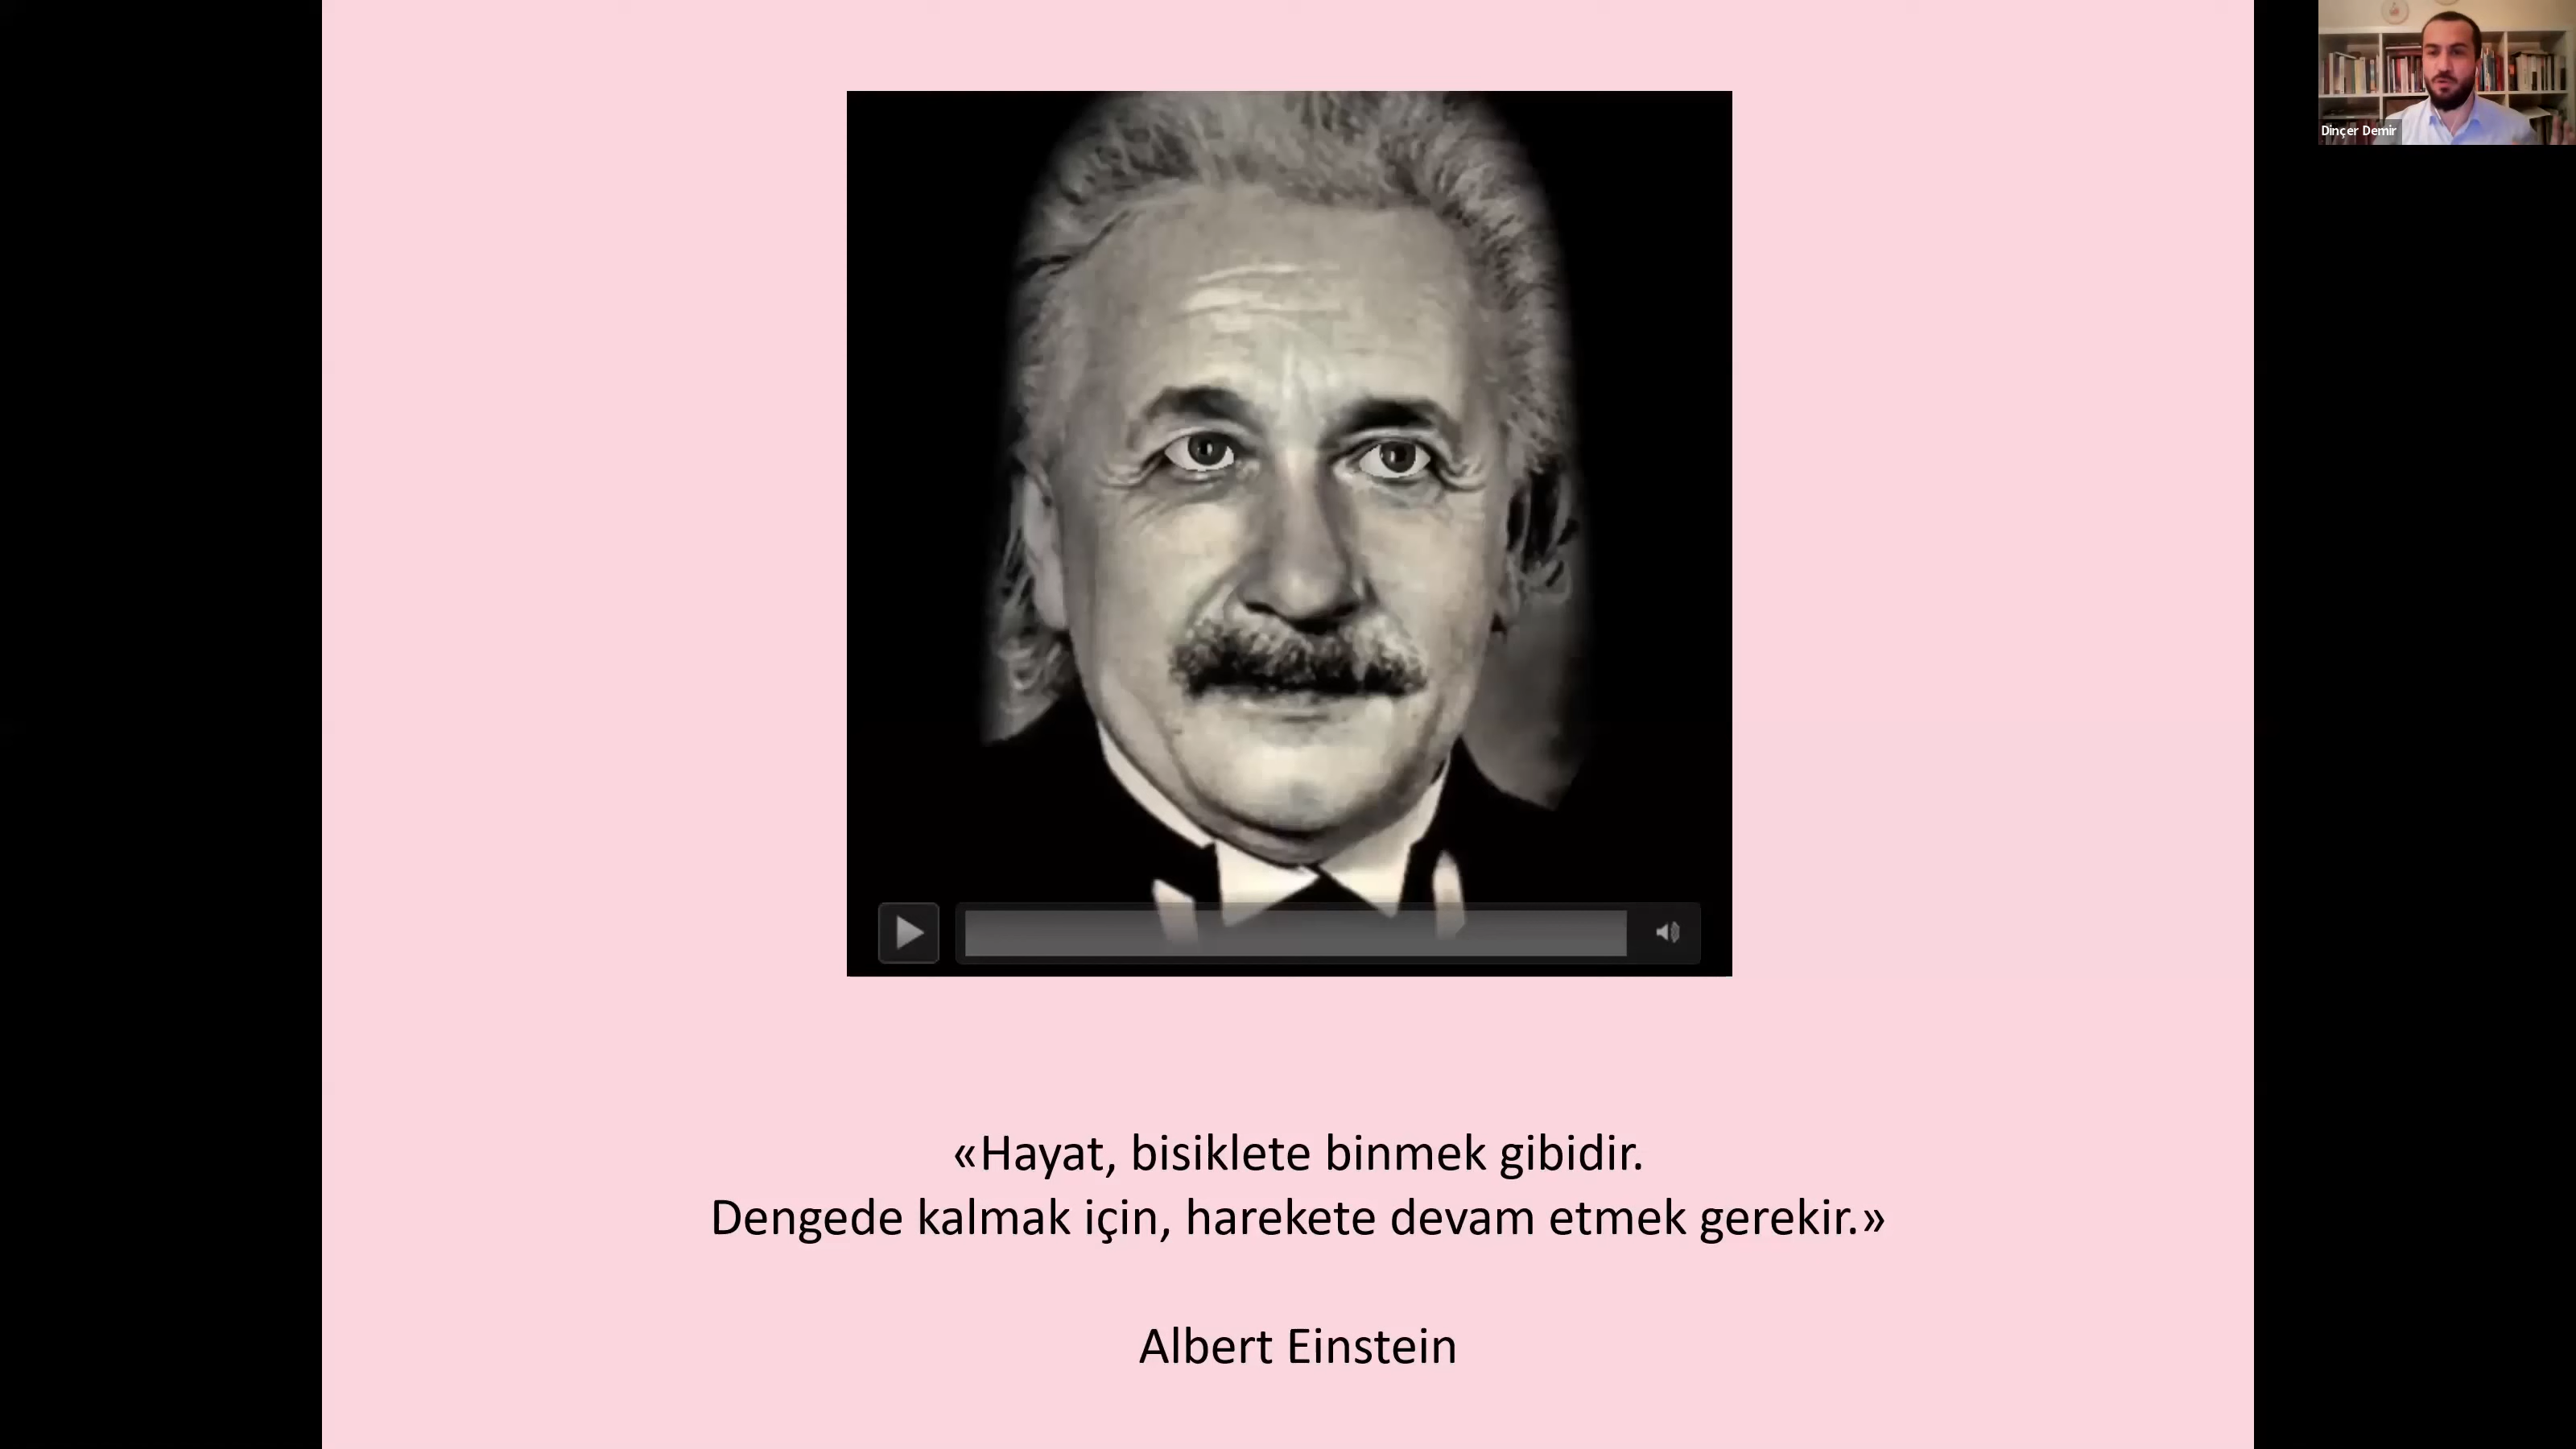 Dinçer Demir
«Hayat, bisiklete binmek gibidir.
Dengede kalmak için, harekete devam etmek gerekir.»
Albert Einstein